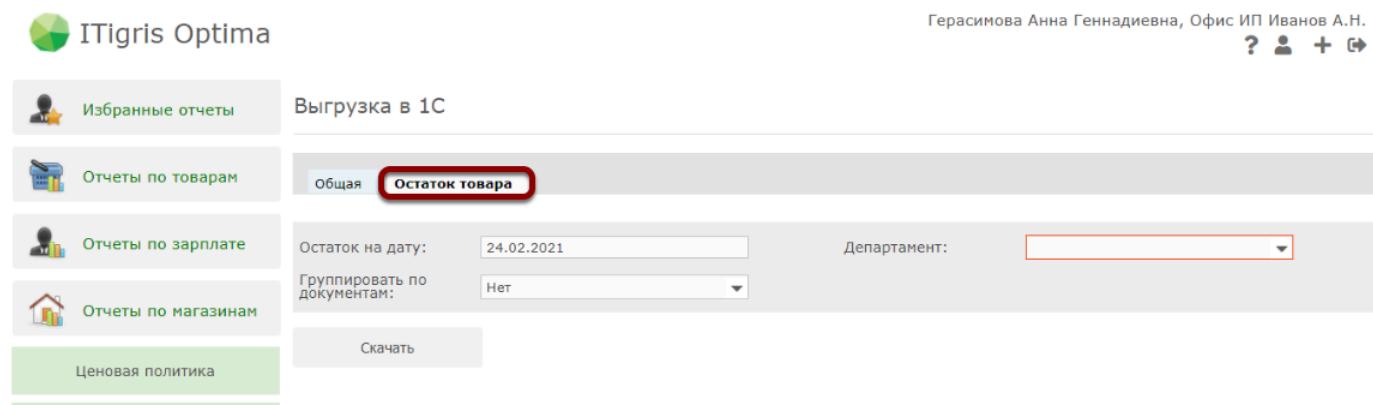 ITigris Optima
Герасимова Анна Геннадиевна, Офис ИП Иванов А.Н.
Избранные отчеты
Отчеты по товарам
Отчеты по зарплате
Отчеты по магазинам
Ценовая политика
Выгрузка в 1С
Общая Остаток товара
Остаток на дату: 24.02.2021 Департамент:
Группировать по
документам: Нет
Скачать